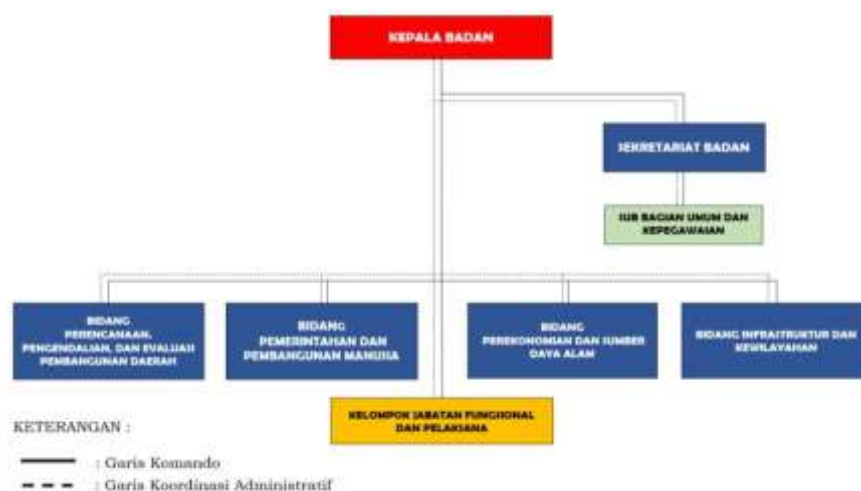 KEPALA BADAN
SEKRETARIAT BADAN
SUB BAGIAN UMUM DAN
KEPEGAWAIAN
BIDANG
PERENCANAAN,
PENGENDALIAN, DAN EVALUASI
PEMBANGUNAN DAERAH
BIDANG
PEMERINTAHAN DAN
PEMBANGUNAN MANUSIA
BIDANG
PEREKONOMIAN DAN SUMBER
DAYA ALAM
BIDANG INFRASTRUKTUR DAN
KEWILAYAHAN
KELOMPOK JABATAN FUNGSIONAL
DAN PELAKSANA
KETERANGAN :
: Garis Komando
: Garis Koordinasi Administratif